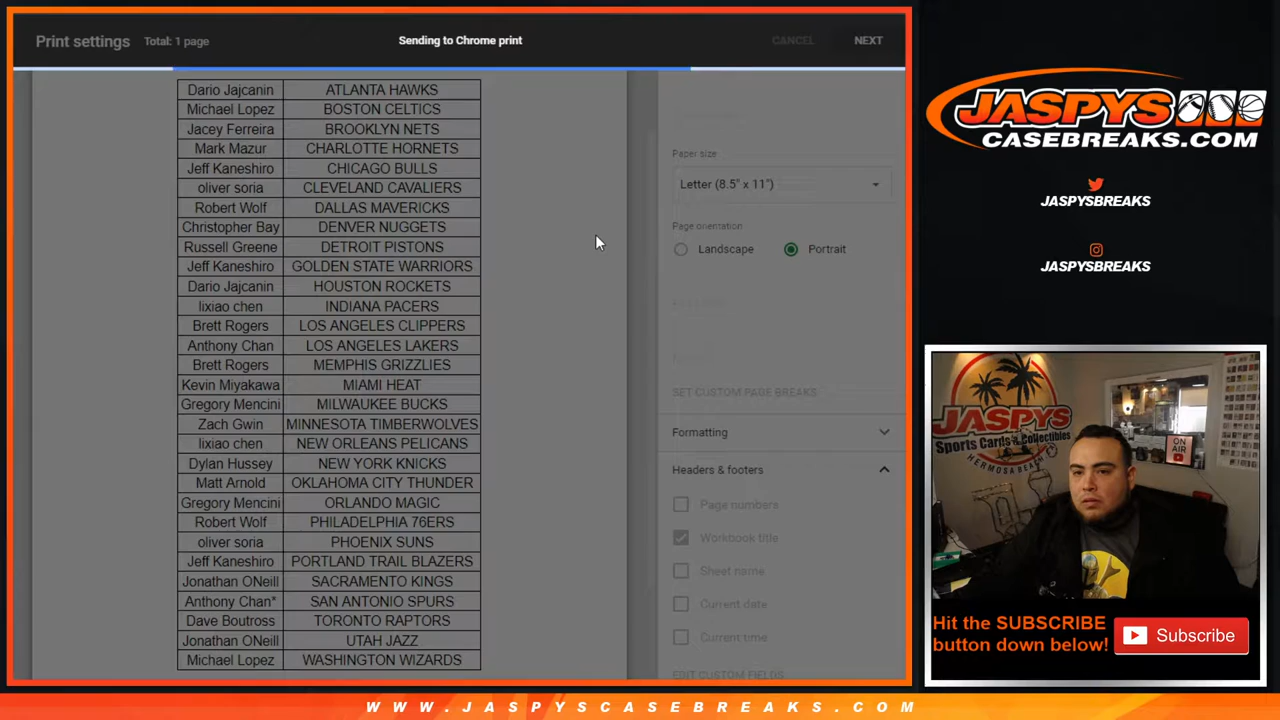 Print settings Total: 1 page Sending to Chrome print CANCEL NEXT
Dario Jajcanin ATLANTA HAWKS
Michael Lopez BOSTON CELTICS
Jacey Ferreira BROOKLYN NETS
Mark Mazur CHARLOTTE HORNETS
Jeff Kaneshiro CHICAGO BULLS
oliver soria CLEVELAND CAVALIERS
Robert Wolf DALLAS MAVERICKS
Christopher Bay DENVER NUGGETS
Russell Greene DETROIT PISTONS
Jeff Kaneshiro GOLDEN STATE WARRIORS
Dario Jajcanin HOUSTON ROCKETS
lixiao chen INDIANA PACERS
Brett Rogers LOS ANGELES CLIPPERS
Anthony Chan LOS ANGELES LAKERS
Brett Rogers MEMPHIS GRIZZLIES
Kevin Miyakawa MIAMI HEAT
Gregory Mencini MILWAUKEE BUCKS
Zach Gwin MINNESOTA TIMBERWOLVES
lixiao chen NEW ORLEANS PELICANS
Dylan Hussey NEW YORK KNICKS
Matt Arnold OKLAHOMA CITY THUNDER
Gregory Mencini ORLANDO MAGIC
Robert Wolf PHILADELPHIA 76ERS
oliver soria PHOENIX SUNS
Jeff Kaneshiro PORTLAND TRAIL BLAZERS
Jonathan ONeill SACRAMENTO KINGS
Anthony Chan* SAN ANTONIO SPURS
Dave Boutross TORONTO RAPTORS
Jonathan ONeill UTAH JAZZ
Michael Lopez WASHINGTON WIZARDS
Paper size
Letter (8.5" x 11")
Page orientation
Landscape Portrait
SET CUSTOM PAGE BREAKS
Formatting
Headers & footers
Page numbers
Workbook title
Sheet name
Current date
Current time
EDIT CUSTOM FIELDS
JASPYS
CASEBREAKS.COM
JASPYSBREAKS
JASPYSBREAKS
JASPYS
Sports Cards & Collectibles
HERMOSA BEACH
ON AIR
Hit the SUBSCRIBE
button down below!
Subscribe
WWW.JASPYSCASEBREAKS.COM